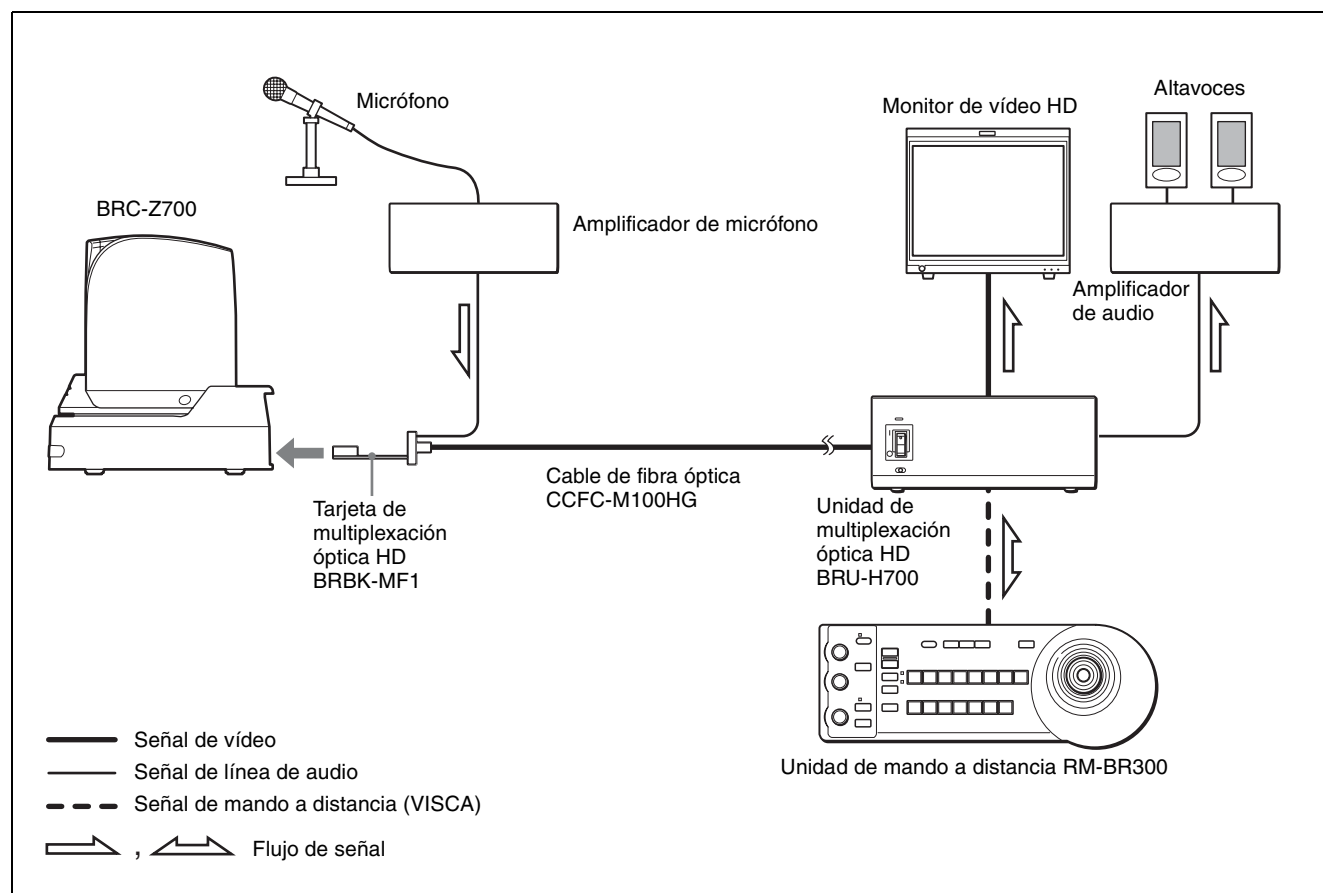 Micrófono
Monitor de vídeo HD
Altavoces
BRC-Z700
Amplificador de micrófono
Amplificador
de audio
Cable de fibra óptica
CCFC-M100HG
Tarjeta de
multiplexación
óptica HD
BRBK-MF1
Unidad de
multiplexación
óptica HD
BRU-H700
Unidad de mando a distancia RM-BR300
Señal de vídeo
Señal de línea de audio
Señal de mando a distancia (VISCA)
, Flujo de señal